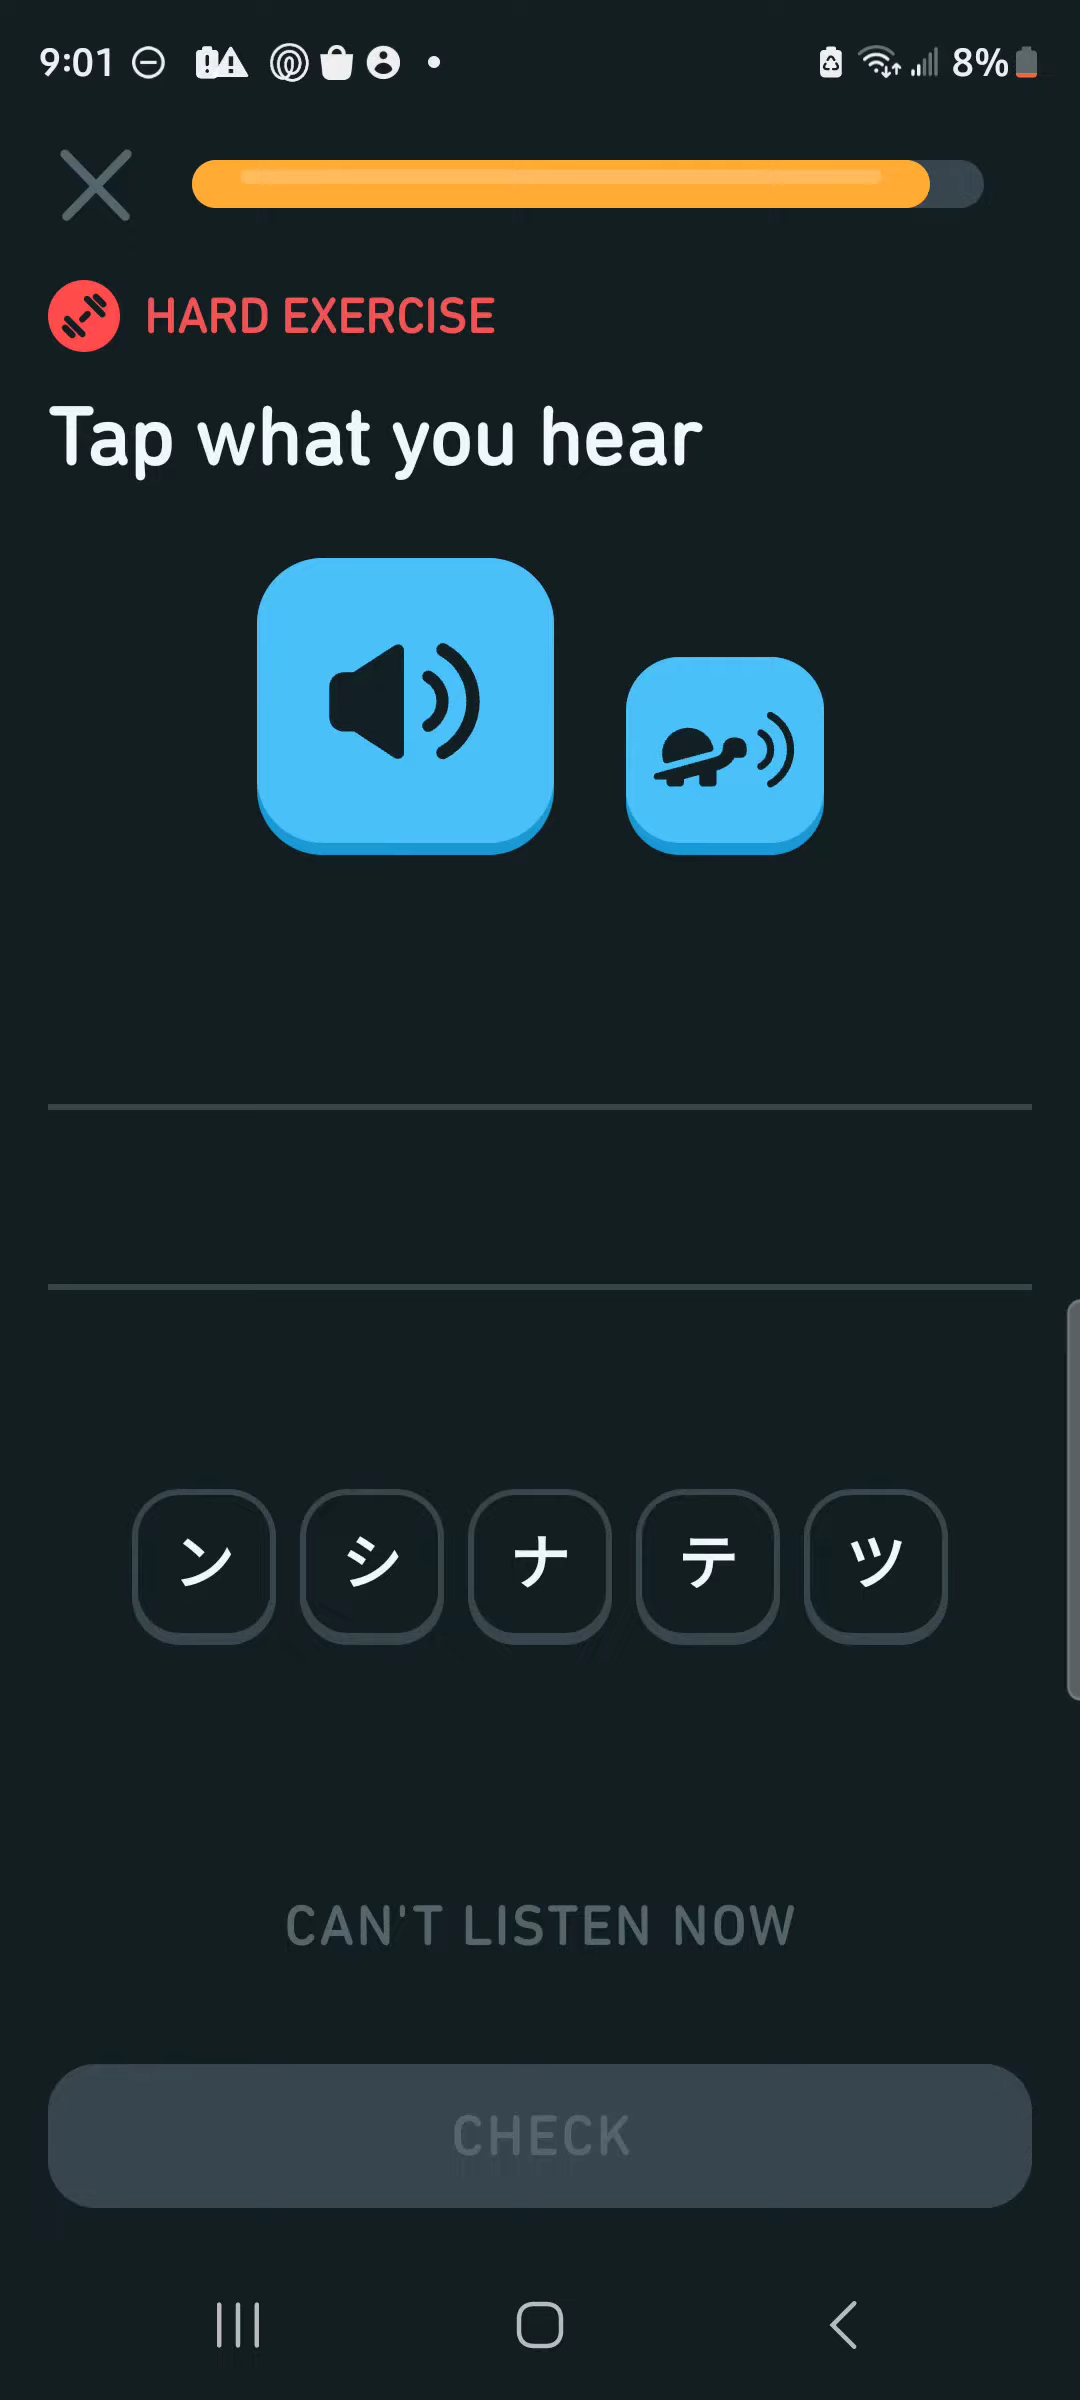 9:01 8%
HARD EXERCISE
Tap what you hear
ン シ ナ テ ツ
CAN'T LISTEN NOW
CHECK